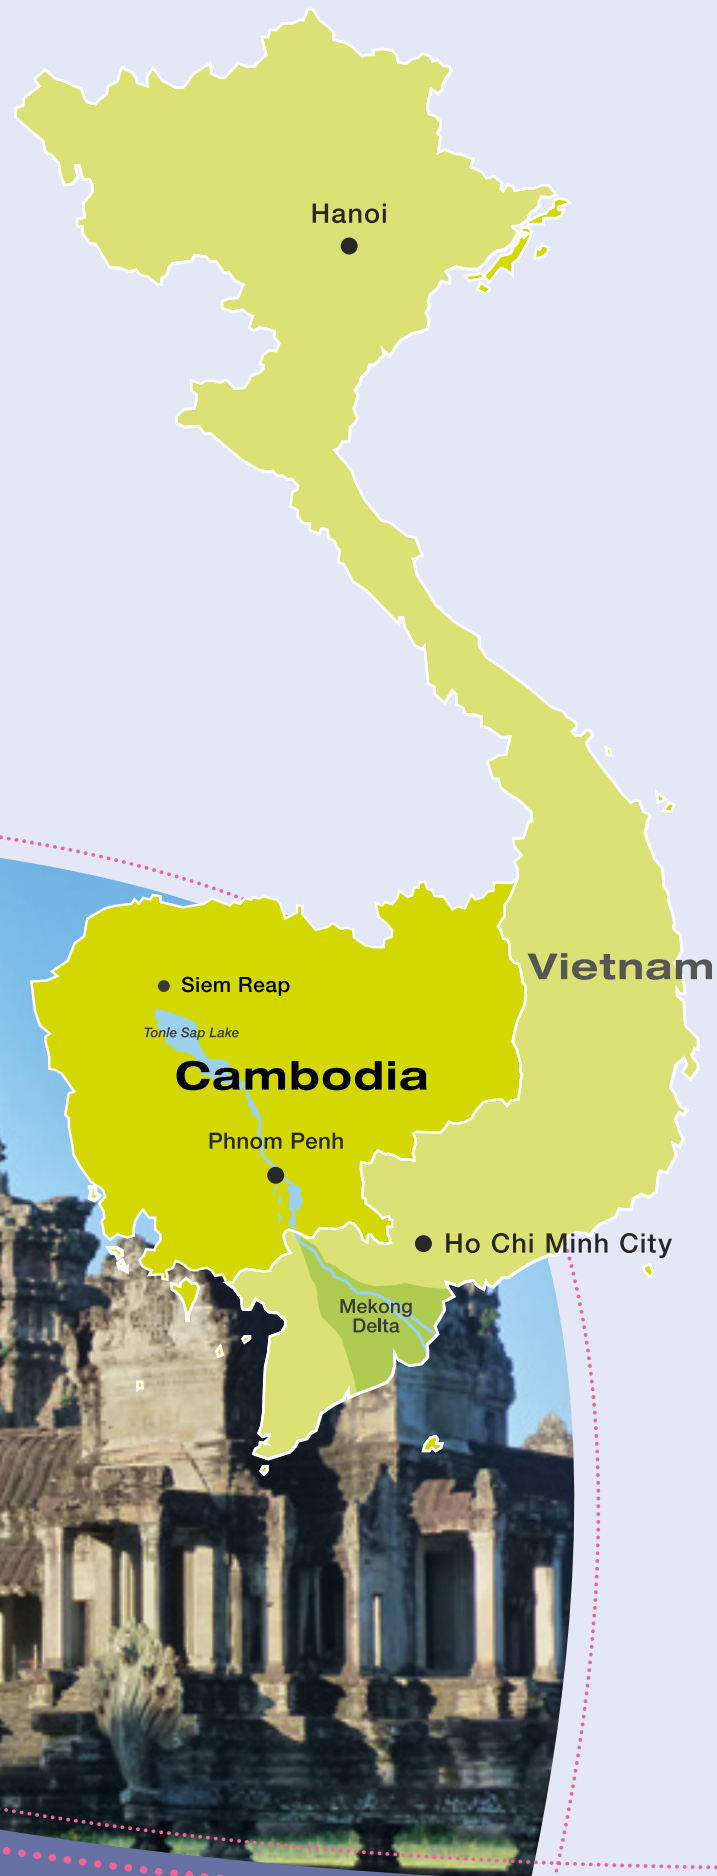 Hanoi
Vietnam
Siem Reap
Tonle Sap Lake
Cambodia
Phnom Penh
Ho Chi Minh City
Mekong
Delta